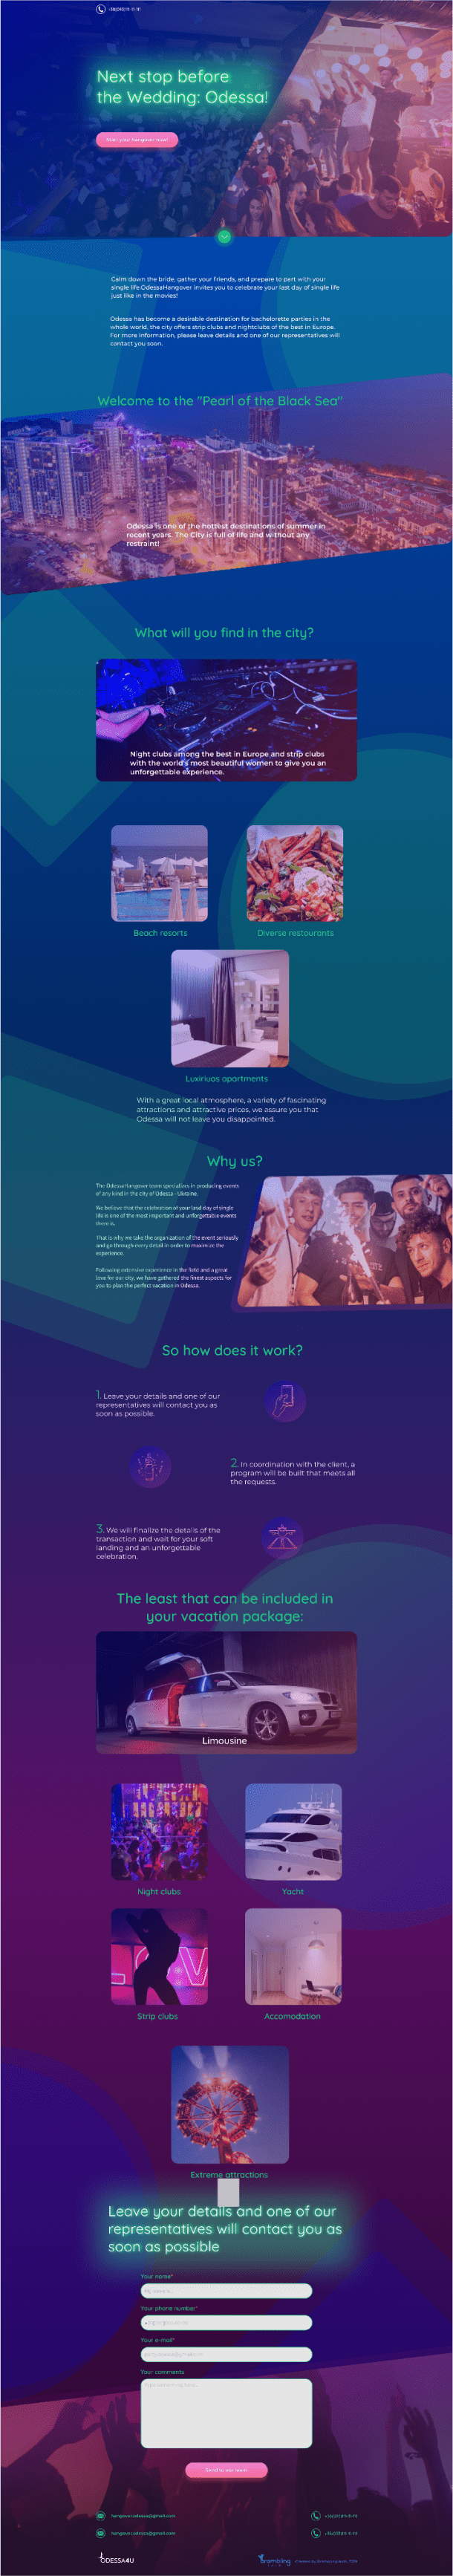 Next stop before
the Wedding: Odessa!
Start your hangover now!
Calm down the bride, gather your friends, and prepare to part with your
single life.OdessaHangover invites you to celebrate your last day of single life
just like in the movies!
Odessa has become a desirable destination for bachelorette parties in the
whole world, the city offers strip clubs and nightclubs of the best in Europe.
For more information, please leave details and one of our representatives will
contact you soon.
Welcome to the "Pearl of the Black Sea"
Odessa is one of the hottest destinations of summer in
recent years. The City is full of life and without any
restraint!
What will you find in the city?
Night clubs among the best in Europe and strip clubs
with the world's most beautiful women to give you an
unforgettable experience.
Beach resorts
Diverse restourants
Luxiriuos apartments
With a great local atmosphere, a variety of fascinating
attractions and attractive prices, we assure you that
Odessa will not leave you disappointed.
Why us?
The OdessaHangover team specializes in producing events
of any kind in the city of Odessa - Ukraine.
We believe that the celebration of your lasd day of single
life is one of the most important and unforgettable events
there is.
That is why we take the organization of the event seriously
and go through every detail in order to maximize the
experience.
Following extensive experience in the field and a great
love for our city, we have gathered the finest aspects for
you to plan the perfect vacation in Odessa.
So how does it work?
1. Leave your details and one of our
representatives will contact you as
soon as possible.
2. In coordination with the client, a
program will be built that meets all
the requests.
3. We will finalize the details of the
transaction and wait for your soft
landing and an unforgettable
celebration.
The least that can be included in
your vacation package:
Limousine
LOV
Night clubs
Yacht
Strip clubs
Accomodation
Extreme attractions
Leave your details and one of our
representatives will contact you as
soon as possible
Your name*
Your phone number*
Your e-mail*
Your comments
Send to our team
ODESSA4U
Brambling